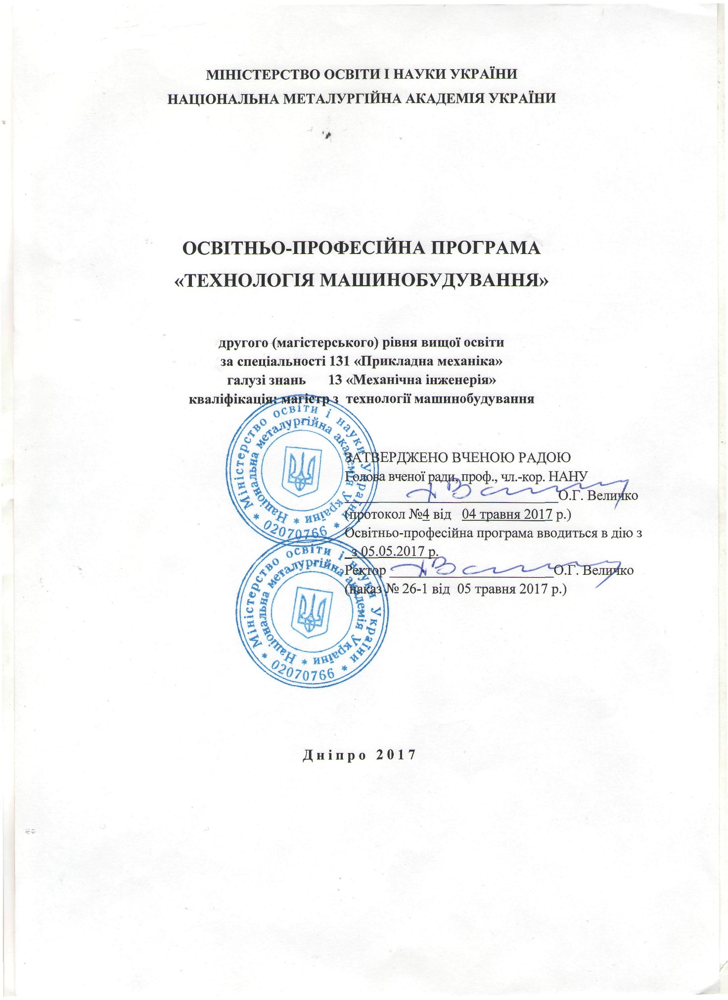 МІНІСТЕРСТВО ОСВІТИ І НАУКИ УКРАЇНИ
НАЦІОНАЛЬНА МЕТАЛУРГІЙНА АКАДЕМІЯ УКРАЇНИ
ОСВІТНЬО-ПРОФЕСІЙНА ПРОГРАМА
«ТЕХНОЛОГІЯ МАШИНОБУДУВАННЯ»
другого (магістерського) рівня вищої освіти
за спеціальності 131 «Прикладна механіка»
галузі знань 13 «Механічна інженерія»
кваліфікація: магістр з технології машинобудування
ЗАТВЕРДЖЕНО ВЧЕНОЮ РАДОЮ
Голова вченої ради, проф., чл.-кор. НАНУ
О.Г. Величко
(протокол №4 від 04 травня 2017 р.)
Освітньо-професійна програма вводиться в дію з
з 05.05.2017 р.
Ректор О.Г. Величко
(наказ № 26-1 від 05 травня 2017 р.)
Міністерство освіти і науки України * 02070766 *
Національна металургійна академія України *
Міністерство освіти і науки України * 02070766 *
Національна металургійна академія України *
Дніпро 2017